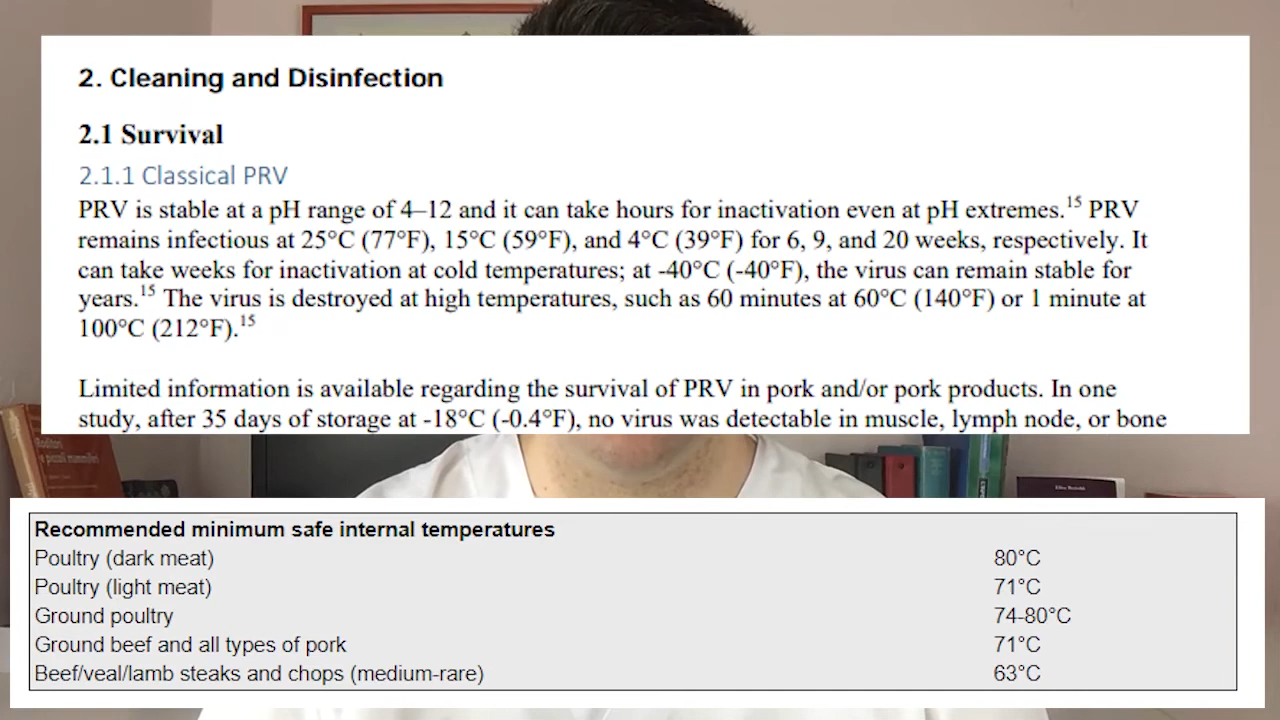 2. Cleaning and Disinfection
2.1 Survival
2.1.1 Classical PRV
PRV is stable at a pH range of 4–12 and it can take hours for inactivation even at pH extremes.15 PRV
remains infectious at 25°C (77°F), 15°C (59°F), and 4°C (39°F) for 6, 9, and 20 weeks, respectively. It
can take weeks for inactivation at cold temperatures; at -40°C (-40°F), the virus can remain stable for
years.15 The virus is destroyed at high temperatures, such as 60 minutes at 60°C (140°F) or 1 minute at
100°C (212°F).15
Limited information is available regarding the survival of PRV in pork and/or pork products. In one
study, after 35 days of storage at -18°C (-0.4°F), no virus was detectable in muscle, lymph node, or bone
Recommended minimum safe internal temperatures
Poultry (dark meat) 80°C
Poultry (light meat) 71°C
Ground poultry 74-80°C
Ground beef and all types of pork 71°C
Beef/veal/lamb steaks and chops (medium-rare) 63°C